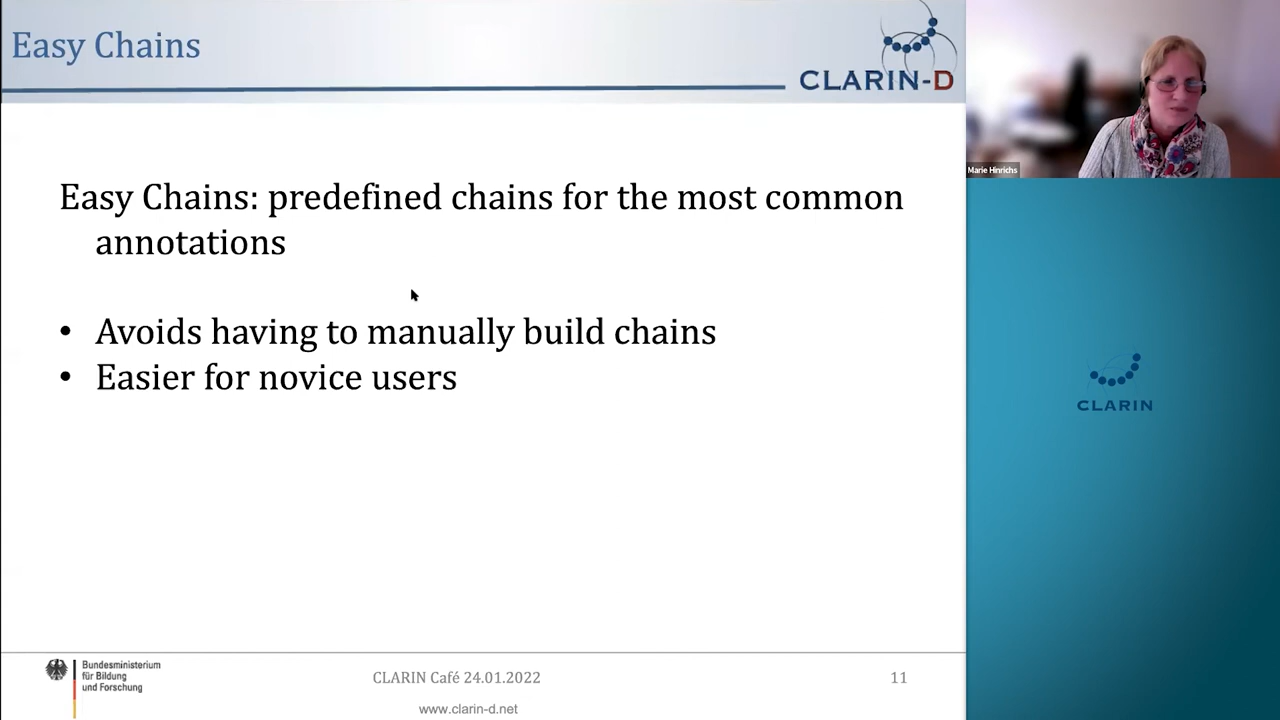 Easy Chains
CLARIN-D
Marie Hinrichs
Easy Chains: predefined chains for the most common
annotations
• Avoids having to manually build chains
• Easier for novice users
CLARIN
Bundesministerium
für Bildung
und Forschung
CLARIN Café 24.01.2022
11
www.clarin-d.net